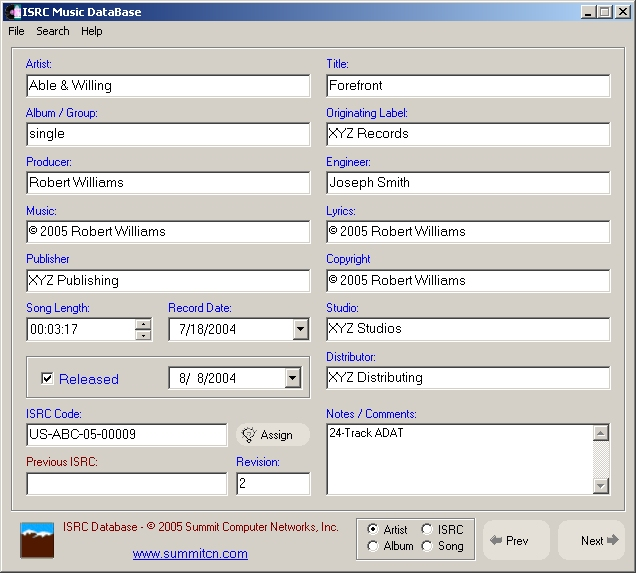 ISRC Music DataBase
File Search Help
Artist: Title:
Able & Willing Forefront
Album / Group: Originating Label:
single XYZ Records
Producer: Engineer:
Robert Williams Joseph Smith
Music: Lyrics:
© 2005 Robert Williams © 2005 Robert Williams
Publisher Copyright
XYZ Publishing © 2005 Robert Williams
Song Length: Record Date: Studio:
00:03:17 7/18/2004 XYZ Studios
Distributor:
Released 8/ 8/2004 XYZ Distributing
ISRC Code: Notes / Comments:
US-ABC-05-00009 Assign 24-Track ADAT
Previous ISRC: Revision:
2
ISRC Database - © 2005 Summit Computer Networks, Inc.
www.summitcn.com
Artist ISRC
Album Song
Prev Next